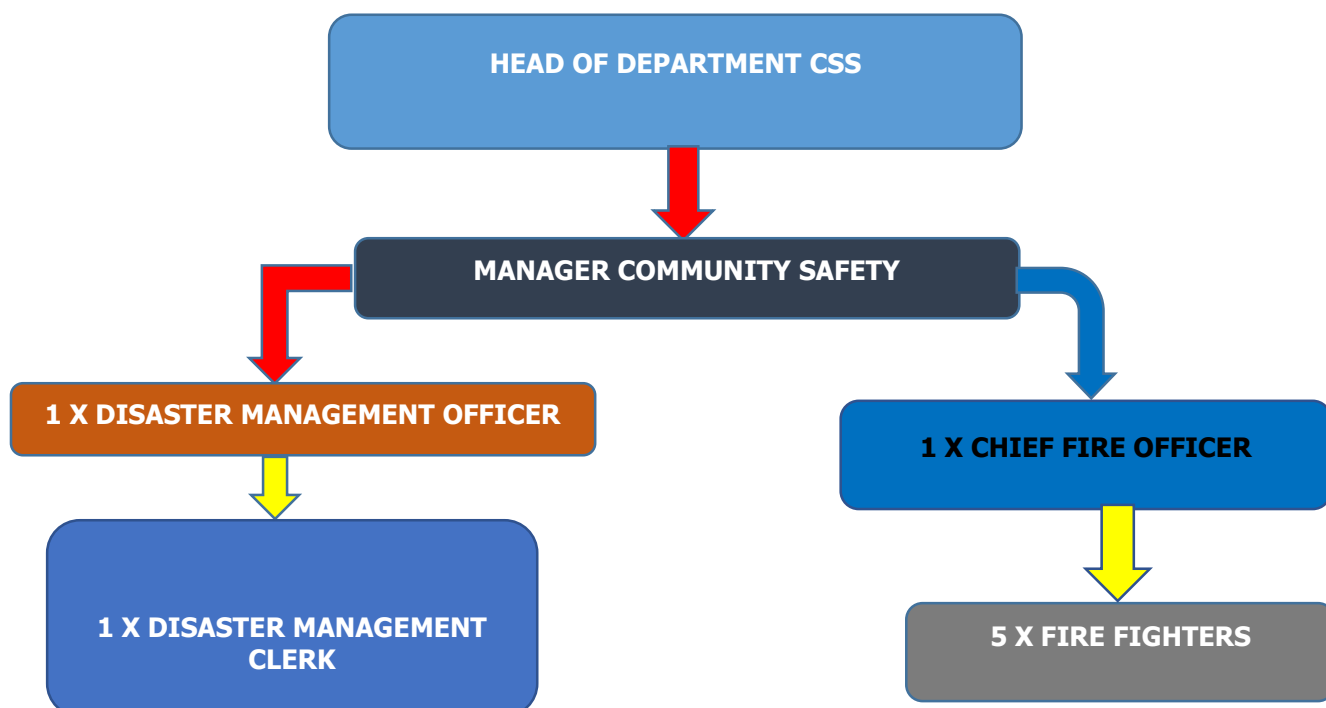 HEAD OF DEPARTMENT CSS
MANAGER COMMUNITY SAFETY
1 X DISASTER MANAGEMENT OFFICER
1 X CHIEF FIRE OFFICER
1 X DISASTER MANAGEMENT
CLERK
5 X FIRE FIGHTERS